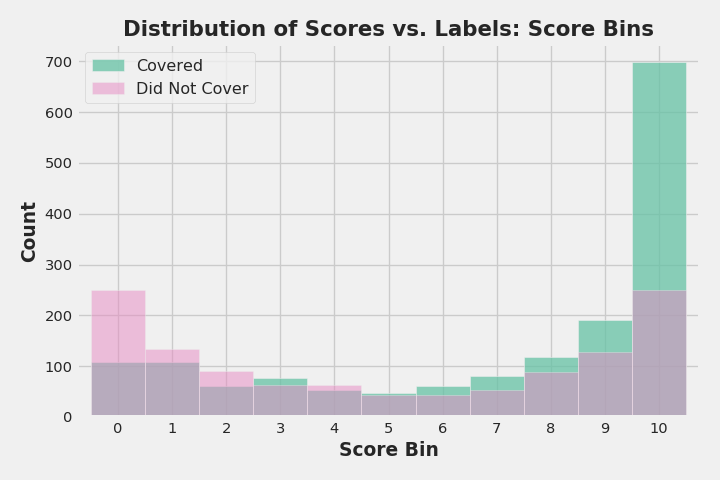 Distribution of Scores vs. Labels: Score Bins
Covered
Did Not Cover
700
600
500
400
300
200
100
0
Count
0 1 2 3 4 5 6 7 8 9 10
Score Bin